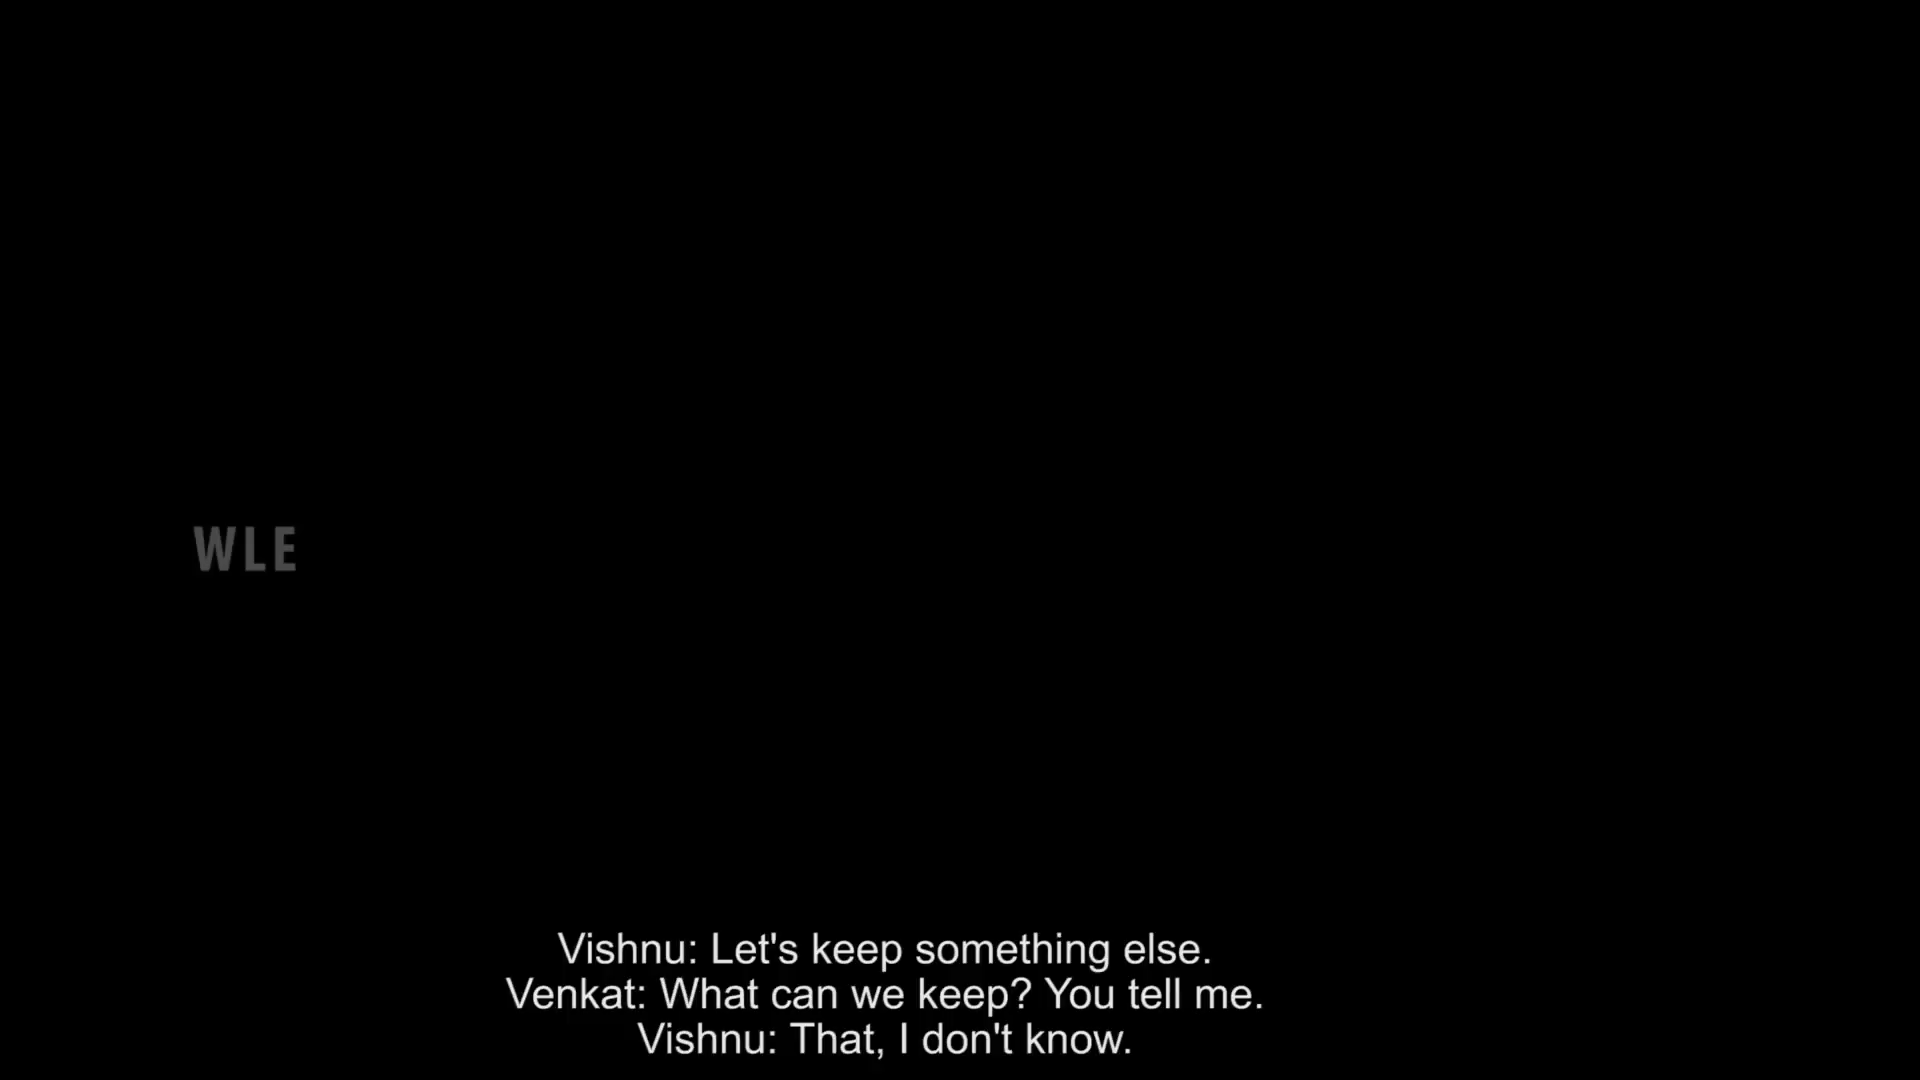 WLE
Vishnu: Let's keep something else.
Venkat: What can we keep? You tell me.
Vishnu: That, I don't know.